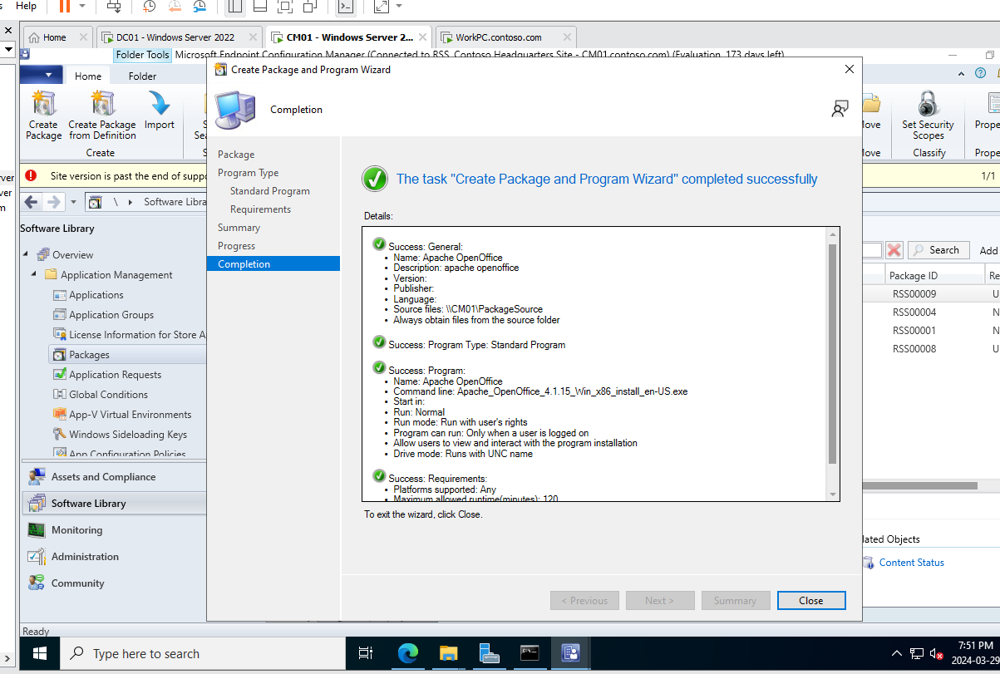 s
Help
Home
DC01 - Windows Server 2022
CM01 - Windows Server 2...
WorkPC.contoso.com
Folder Tools
Microsoft Endpoint Configuration Manager (Connected to RSS, Contoso Headquarters Site - CM01.contoso.com) (Evaluation, 173 days left)
Home
Folder
Create Package and Program Wizard
Completion
Create
Package
Create Package
from Definition
Import
S
Sea
Create
S
Move
Set Security
Scopes
Prope
Move
Classify
Prope
Site version is past the end of suppo
1/1
rver
ver
m
\
Software Libra
Software Library
Overview
Application Management
Applications
Application Groups
License Information for Store A
Packages
Application Requests
Global Conditions
App-V Virtual Environments
Windows Sideloading Keys
App Configuration Policies
Assets and Compliance
Software Library
Monitoring
Administration
Community
Ready
Package
Program Type
Standard Program
Requirements
Summary
Progress
Completion
The task "Create Package and Program Wizard" completed successfully
Details:
Success: General:
• Name: Apache OpenOffice
• Description: apache openoffice
• Version:
• Publisher:
• Language:
• Source files: \\CM01\PackageSource
• Always obtain files from the source folder
Success: Program Type: Standard Program
Success: Program:
• Name: Apache OpenOffice
• Command line: Apache_OpenOffice_4.1.15_Win_x86_install_en-US.exe
• Start in:
• Run: Normal
• Run mode: Run with user's rights
• Program can run: Only when a user is logged on
• Allow users to view and interact with the program installation
• Drive mode: Runs with UNC name
Success: Requirements:
• Platforms supported: Any
• Maximum allowed runtime(minutes): 120
To exit the wizard, click Close.
< Previous
Next >
Summary
Close
Search
Add
Package ID
Re
RSS00009
U
RSS00004
N
RSS00001
N
RSS00008
U
lated Objects
Content Status
Type here to search
7:51 PM
2024-03-29